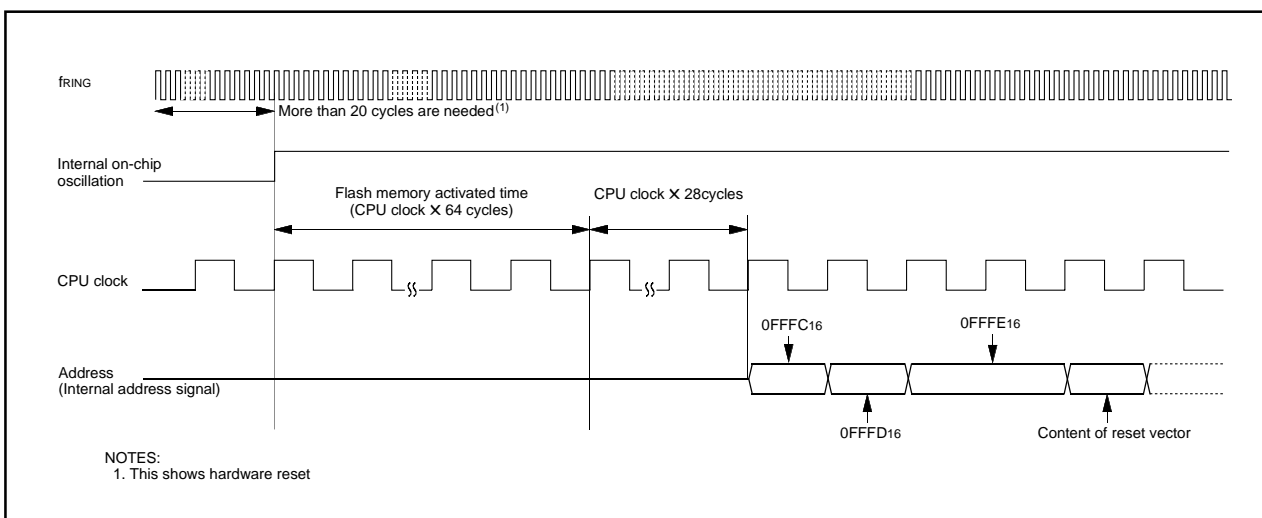 fRING
More than 20 cycles are needed(1)
Internal on-chip
oscillation
Flash memory activated time
(CPU clock ✕ 64 cycles)
CPU clock ✕ 28cycles
CPU clock
0FFFC16
0FFFE16
Address
(Internal address signal)
0FFFD16
Content of reset vector
NOTES:
1. This shows hardware reset